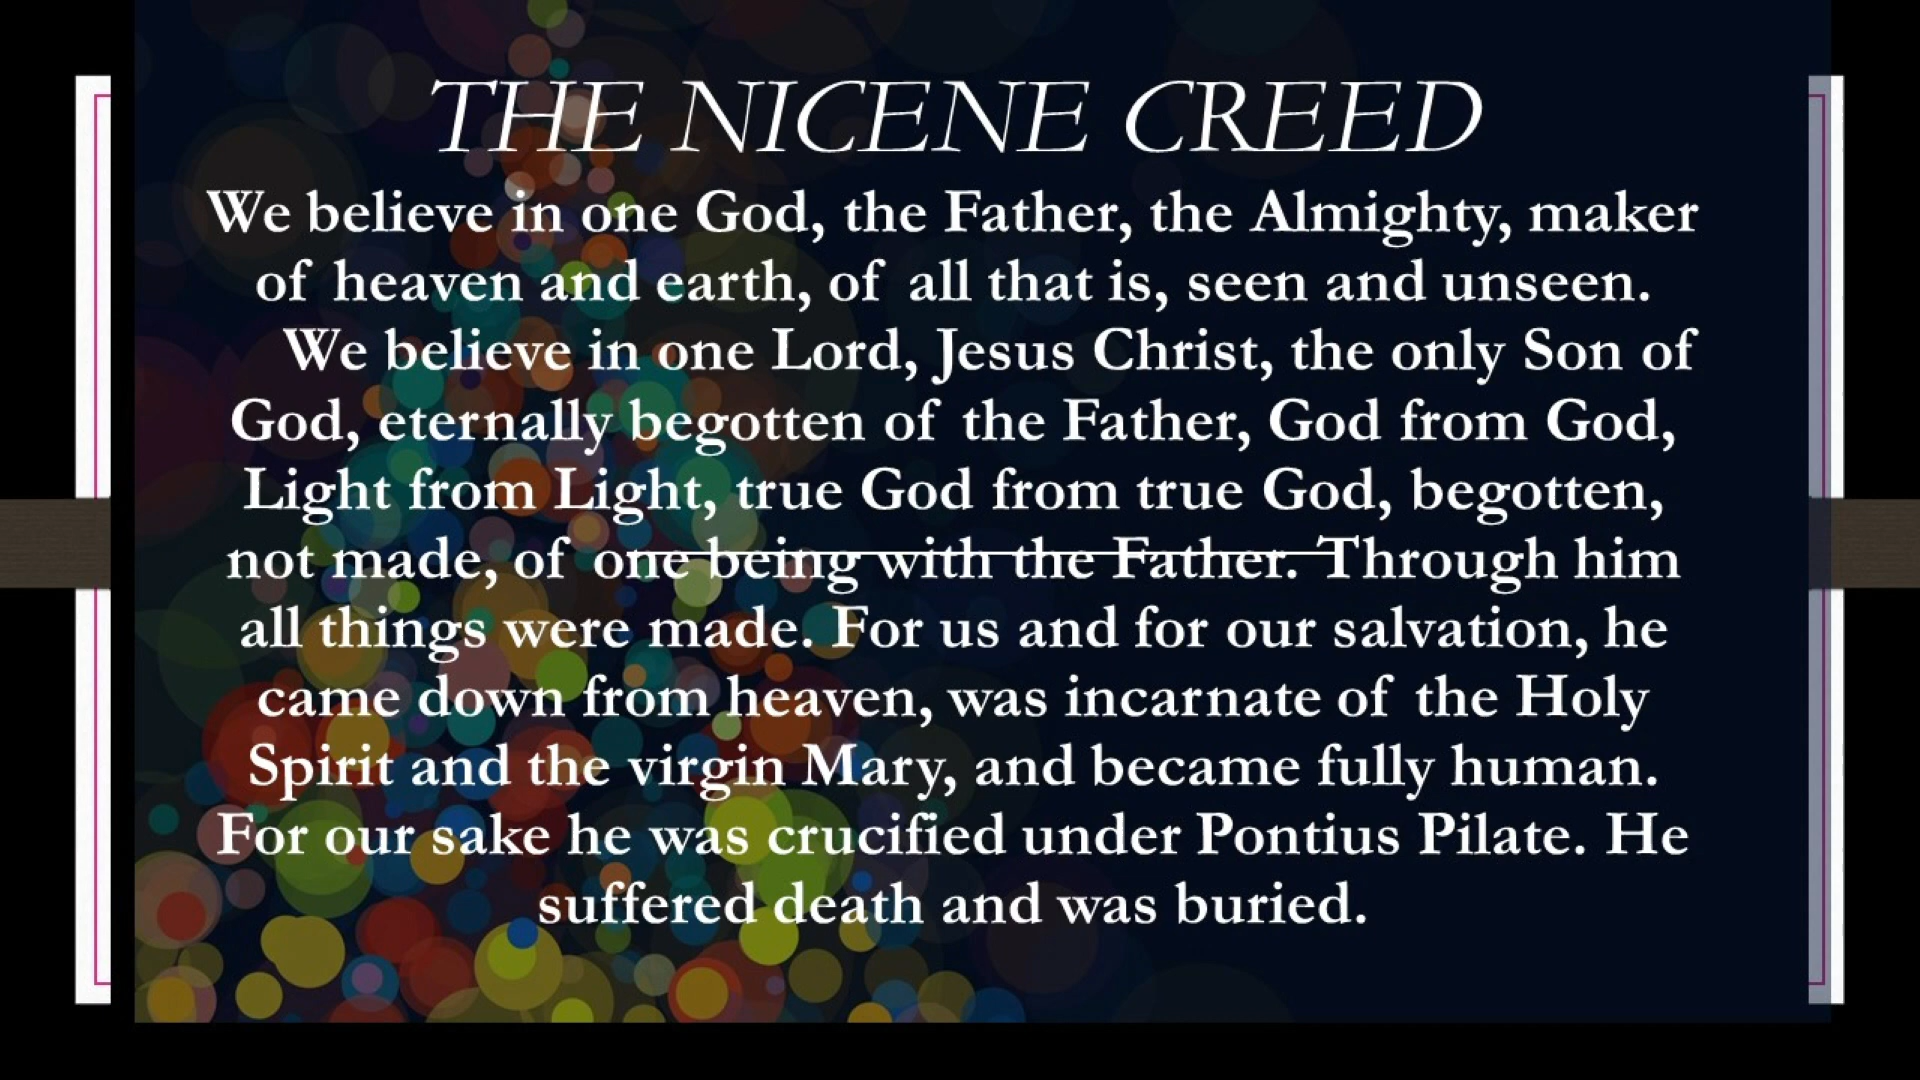 THE NICENE CREED
We believe in one God, the Father, the Almighty, maker
of heaven and earth, of all that is, seen and unseen.
We believe in one Lord, Jesus Christ, the only Son of
God, eternally begotten of the Father, God from God,
Light from Light, true God from true God, begotten,
not made, of one being with the Father. Through him
all things were made. For us and for our salvation, he
came down from heaven, was incarnate of the Holy
Spirit and the virgin Mary, and became fully human.
For our sake he was crucified under Pontius Pilate. He
suffered death and was buried.